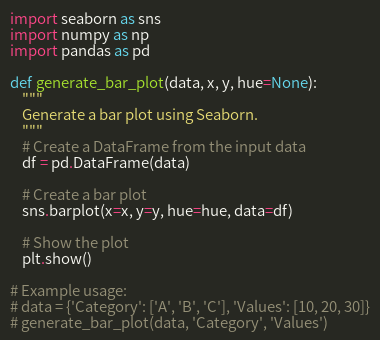 import seaborn as sns
import numpy as np
import pandas as pd

def generate_bar_plot(data, x, y, hue=None):
    """
    Generate a bar plot using Seaborn.
    """
    # Create a DataFrame from the input data
    df = pd.DataFrame(data)

    # Create a bar plot
    sns.barplot(x=x, y=y, hue=hue, data=df)

    # Show the plot
    plt.show()

# Example usage:
# data = {'Category': ['A', 'B', 'C'], 'Values': [10, 20, 30]}
# generate_bar_plot(data, 'Category', 'Values')